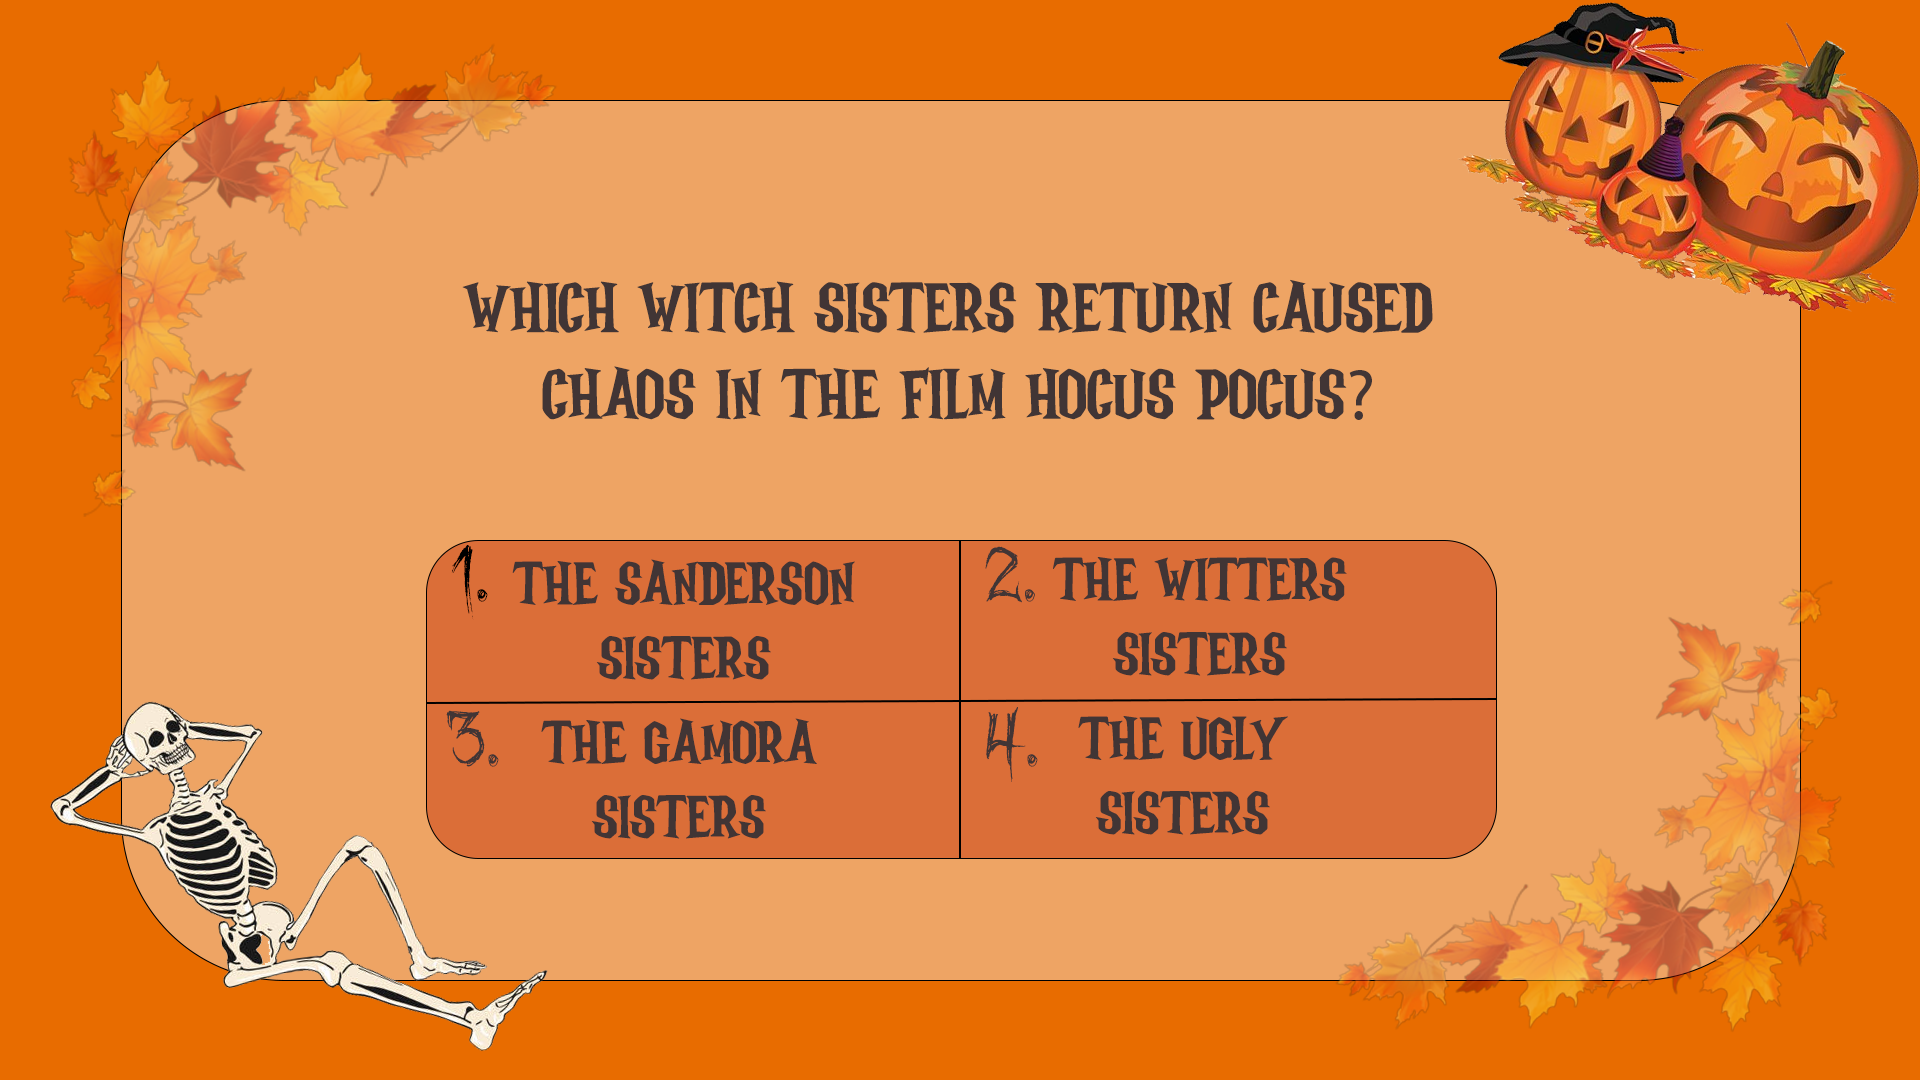 WHICH WITCH SISTERS RETURN CAUSED
CHAOS IN THE FILM HOCUS POCUS?
1. THE SANDERSON
SISTERS
2. THE WITTERS
SISTERS
3. THE GAMORA
SISTERS
4. THE UGLY
SISTERS